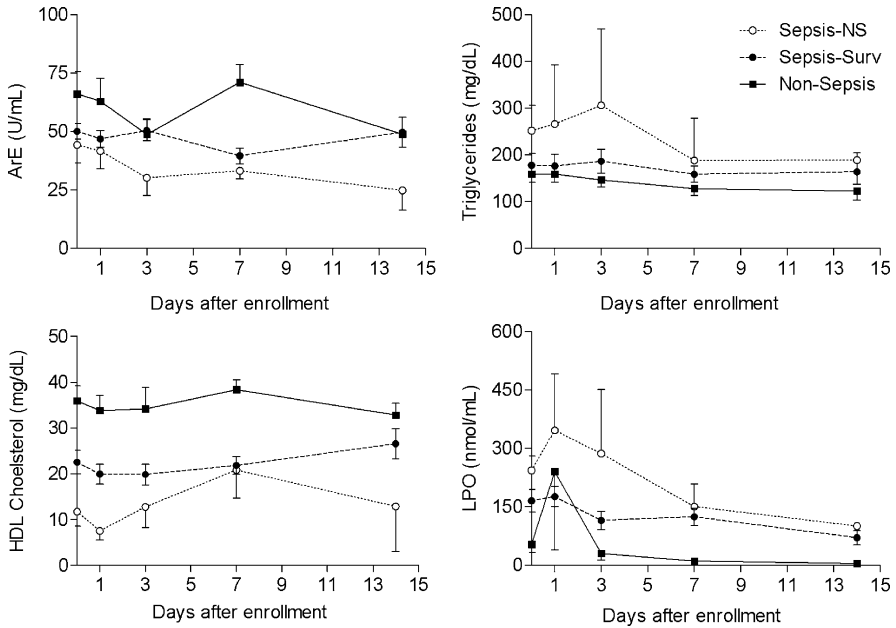 ArE (U/mL)
100
75
50
25
0
1 3 5 7 9 11 13 15
Days after enrollment
Triglycerides (mg/dL)
500
400
300
200
100
0
1 3 5 7 9 11 13 15
Days after enrollment
Sepsis-NS
Sepsis-Surv
Non-Sepsis
HDL Choelsterol (mg/dL)
50
40
30
20
10
0
1 3 5 7 9 11 13 15
Days after enrollment
LPO (nmol/mL)
600
450
300
150
000
1 3 5 7 9 11 13 15
Days after enrollment